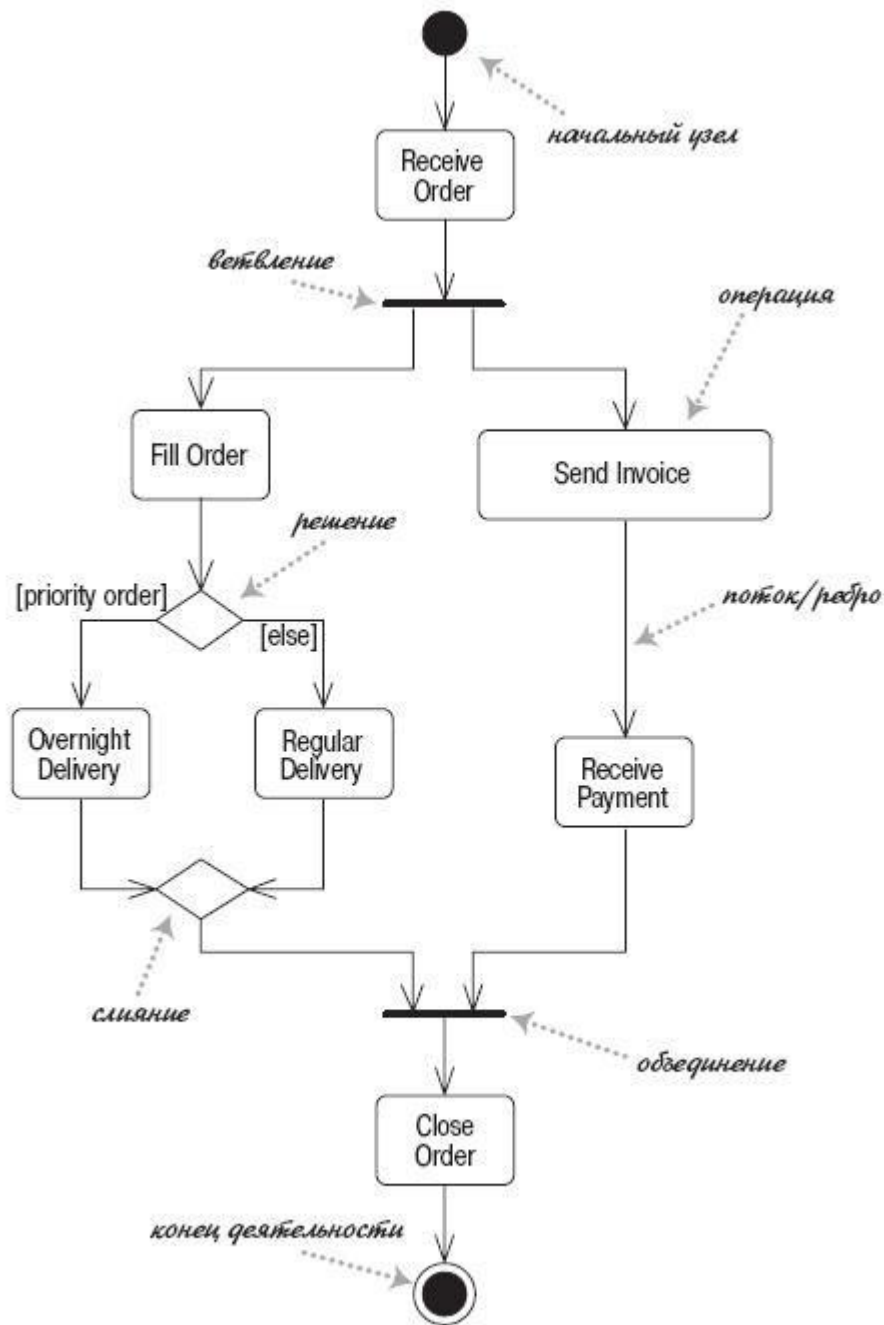 начальный узел
Receive
Order
ветвление
операция
Fill Order
Send Invoice
решение
[priority order]
[else]
поток/ребро
Overnight
Delivery
Regular
Delivery
Receive
Payment
слияние
объединение
Close
Order
конец деятельности